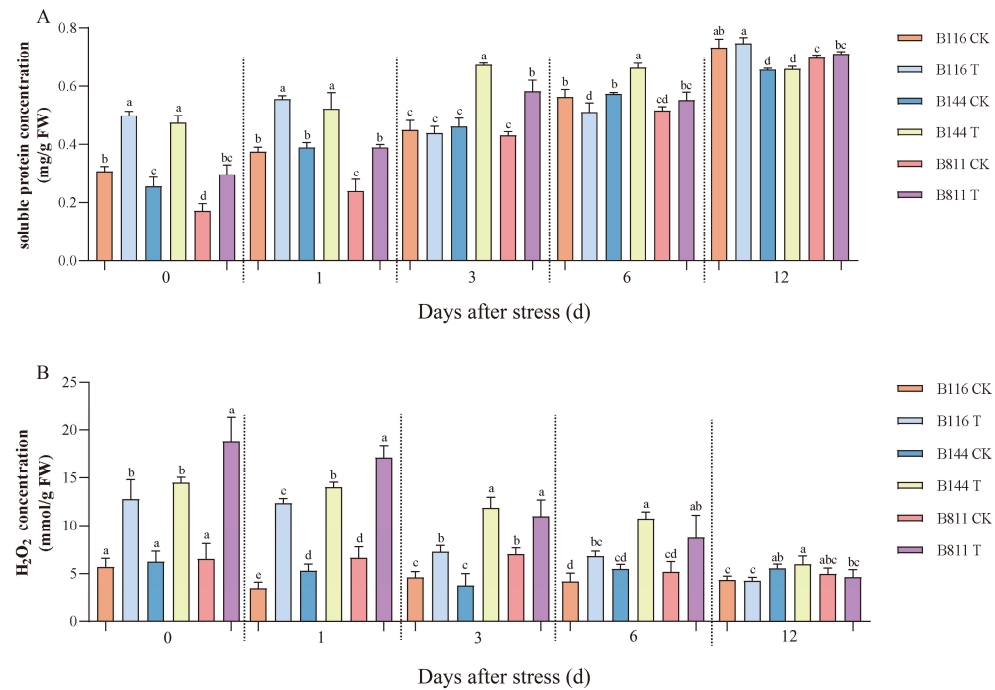 A
0.8
0.6
0.4
0.2
0.0
soluble protein concentration
(mg/g FW)
b a c a d bc
a b a b c b
c c c a c b
b d b a cd b
ab a d d c bc
0 1 3 6 12
Days after stress (d)
B116 CK
B116 T
B144 CK
B144 T
B811 CK
B811 T
B
25
20
15
10
5
0
H₂O₂ concentration
(mmol/g FW)
a b a b a a
e c d b d a
c b c a b a
d bc cd a cd ab
c c ab a abc bc
0 1 3 6 12
Days after stress (d)
B116 CK
B116 T
B144 CK
B144 T
B811 CK
B811 T